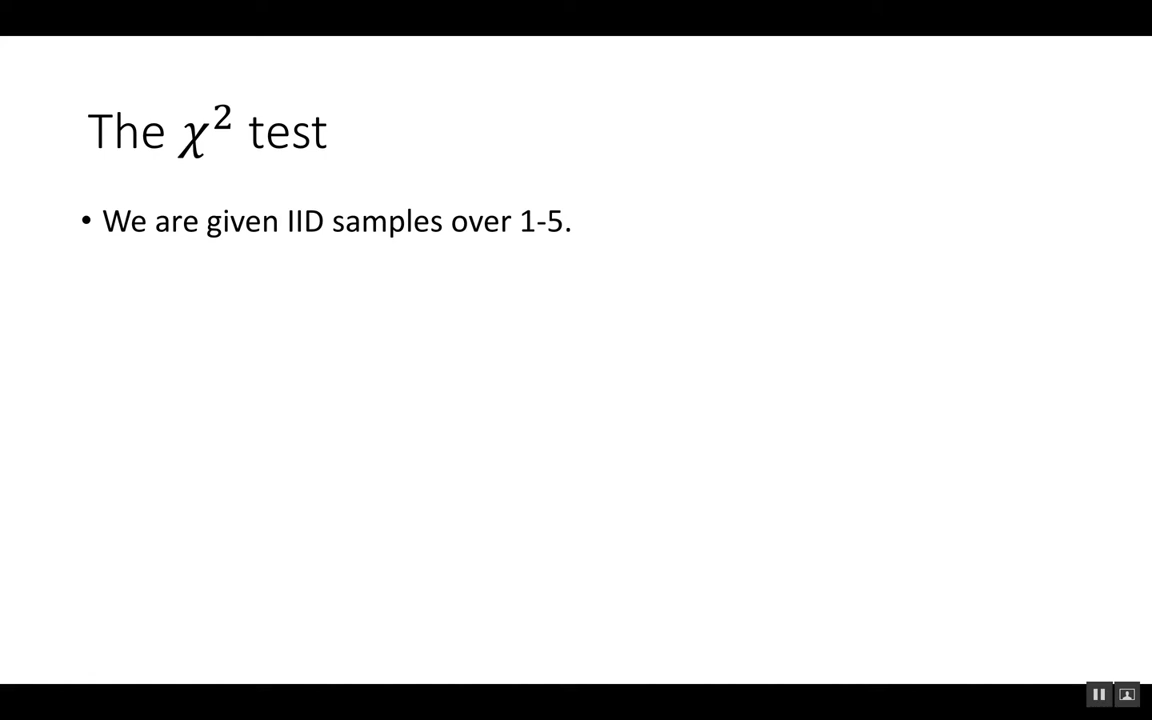 The χ² test
• We are given IID samples over 1-5.